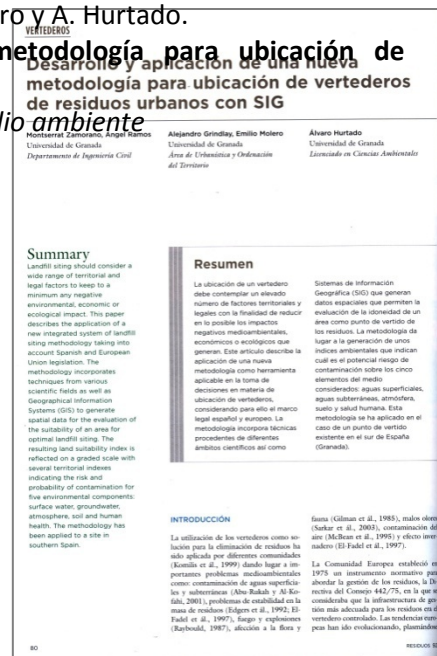 ro y A. Hurtado.
metodología para ubicación de
dio ambiente
VERTEDEROS
Desarrollo y aplicación de una nueva
metodología para ubicación de vertederos
de residuos urbanos con SIG
Montserrat Zamorano, Ángel Ramos
Universidad de Granada
Departamento de Ingeniería Civil
Alejandro Grindlay, Emilio Molero
Universidad de Granada
Área de Urbanística y Ordenación
del Territorio
Álvaro Hurtado
Universidad de Granada
Licenciado en Ciencias Ambientales
Summary
Landfill siting should consider a
wide range of territorial and
legal factors to keep to a
minimum any negative
environmental, economic or
ecological impact. This paper
describes the application of a
new integrated system of landfill
siting methodology taking into
account Spanish and European
Union legislation. The
methodology incorporates
techniques from various
scientific fields as well as
Geographical Information
Systems (GIS) to generate
spatial data for the evaluation of
the suitability of an area for
optimal landfill siting. The
resulting land suitability index is
reflected on a graded scale with
several territorial indexes
indicating the risk and
probability of contamination for
five environmental components:
surface water, groundwater,
atmosphere, soil and human
health. The methodology has
been applied to a site in
southern Spain.
Resumen
La ubicación de un vertedero
debe contemplar un elevado
número de factores territoriales y
legales con la finalidad de reducir
en lo posible los impactos
negativos medioambientales,
económicos o ecológicos que
generan. Este artículo describe la
aplicación de una nueva
metodología como herramienta
aplicable en la toma de
decisiones en materia de
ubicación de vertederos,
considerando para ello el marco
legal español y europeo. La
metodología incorpora técnicas
procedentes de diferentes
ámbitos científicos así como
Sistemas de Información
Geográfica (SIG) que generan
datos espaciales que permiten la
evaluación de la idoneidad de un
área como punto de vertido de
los residuos. La metodología da
lugar a la generación de unos
índices ambientales que indican
cuál es el potencial riesgo de
contaminación sobre los cinco
elementos del medio
considerados: aguas superficiales,
aguas subterráneas, atmósfera,
suelo y salud humana. Esta
metodología se ha aplicado en el
caso de un punto de vertido
existente en el sur de España
(Granada).
INTRODUCCIÓN
La utilización de los vertederos como so-
lución para la eliminación de residuos ha
sido aplicada por diferentes comunidades
(Komilis et ál., 1999) dando lugar a im-
portantes problemas medioambientales
como: contaminación de aguas superficia-
les y subterráneas (Abu-Rukah y Al-Ko-
fahi, 2001), problemas de estabilidad en la
masa de residuos (Edgers et ál., 1992; El-
Fadel et ál., 1997), fuego y explosiones
(Raybould, 1987), afección a la flora y
fauna (Gilman et ál., 1985), malos olores
(Sarkar et ál., 2003), contaminación de
aire (McBean et ál., 1995) y efecto inver-
nadero (El-Fadel et ál., 1997).
La Comunidad Europea estableció en
1975 un instrumento normativo para
abordar la gestión de los residuos, la Di-
rectiva del Consejo 442/75, en la que se
consideraba que la infraestructura de ges-
tión más adecuada para los residuos era el
vertedero controlado. Las tendencias euro-
peas han ido evolucionando, plasmándose
80
RESIDUOS